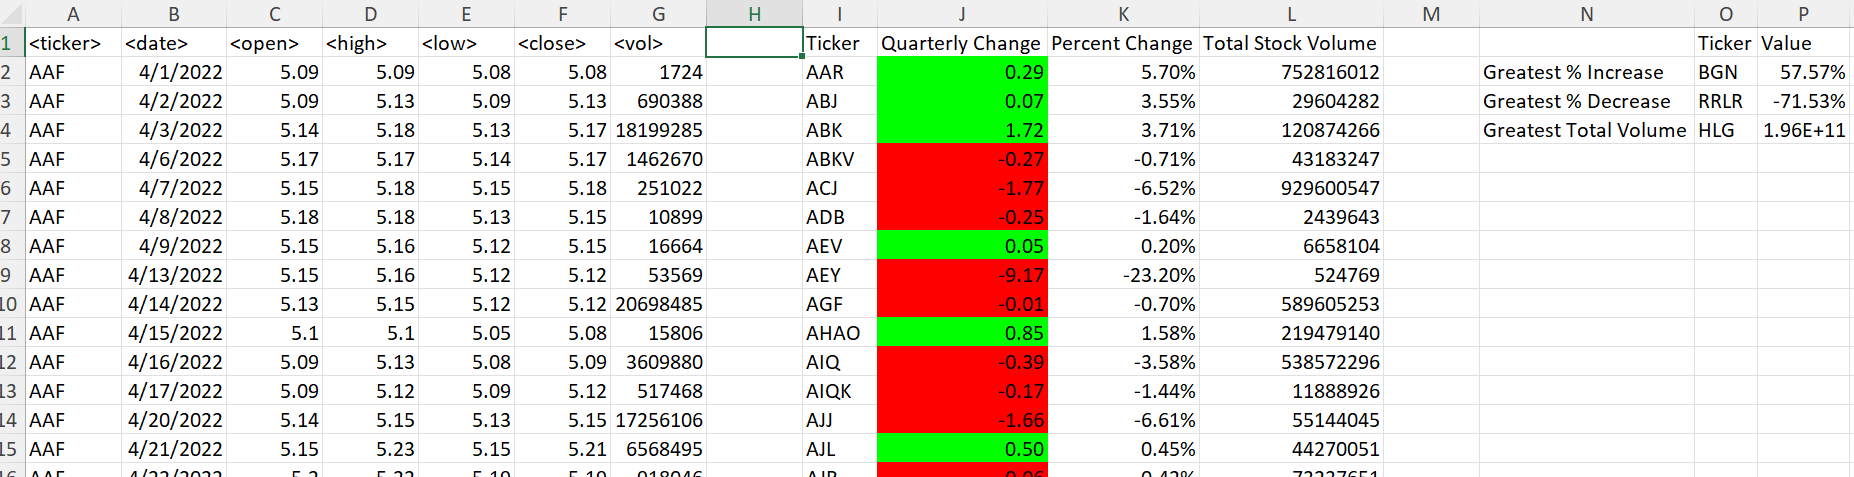 A B C D E F G H I J K L M N O P
1 <ticker> <date> <open> <high> <low> <close> <vol> Ticker Quarterly Change Percent Change Total Stock Volume Ticker Value
2 AAF 4/1/2022 5.09 5.09 5.08 5.08 1724 AAR 0.29 5.70% 752816012 Greatest % Increase BGN 57.57%
3 AAF 4/2/2022 5.09 5.13 5.09 5.13 690388 ABJ 0.07 3.55% 29604282 Greatest % Decrease RRLR -71.53%
4 AAF 4/3/2022 5.14 5.18 5.13 5.17 18199285 ABK 1.72 3.71% 120874266 Greatest Total Volume HLG 1.96E+11
5 AAF 4/6/2022 5.17 5.17 5.14 5.17 1462670 ABKV -0.27 -0.71% 43183247
6 AAF 4/7/2022 5.15 5.18 5.15 5.18 251022 ACJ -1.77 -6.52% 929600547
7 AAF 4/8/2022 5.18 5.18 5.13 5.15 10899 ADB -0.25 -1.64% 2439643
8 AAF 4/9/2022 5.15 5.16 5.12 5.15 16664 AEV 0.05 0.20% 6658104
9 AAF 4/13/2022 5.15 5.16 5.12 5.12 53569 AEY -9.17 -23.20% 524769
10 AAF 4/14/2022 5.13 5.15 5.12 5.12 20698485 AGF -0.01 -0.70% 589605253
11 AAF 4/15/2022 5.1 5.1 5.05 5.08 15806 AHAO 0.85 1.58% 219479140
12 AAF 4/16/2022 5.09 5.13 5.08 5.09 3609880 AIQ -0.39 -3.58% 538572296
13 AAF 4/17/2022 5.09 5.12 5.09 5.12 517468 AIQK -0.17 -1.44% 11888926
14 AAF 4/20/2022 5.14 5.15 5.13 5.15 17256106 AJJ -1.66 -6.61% 55144045
15 AAF 4/21/2022 5.15 5.23 5.15 5.21 6568495 AJL 0.50 0.45% 44270051